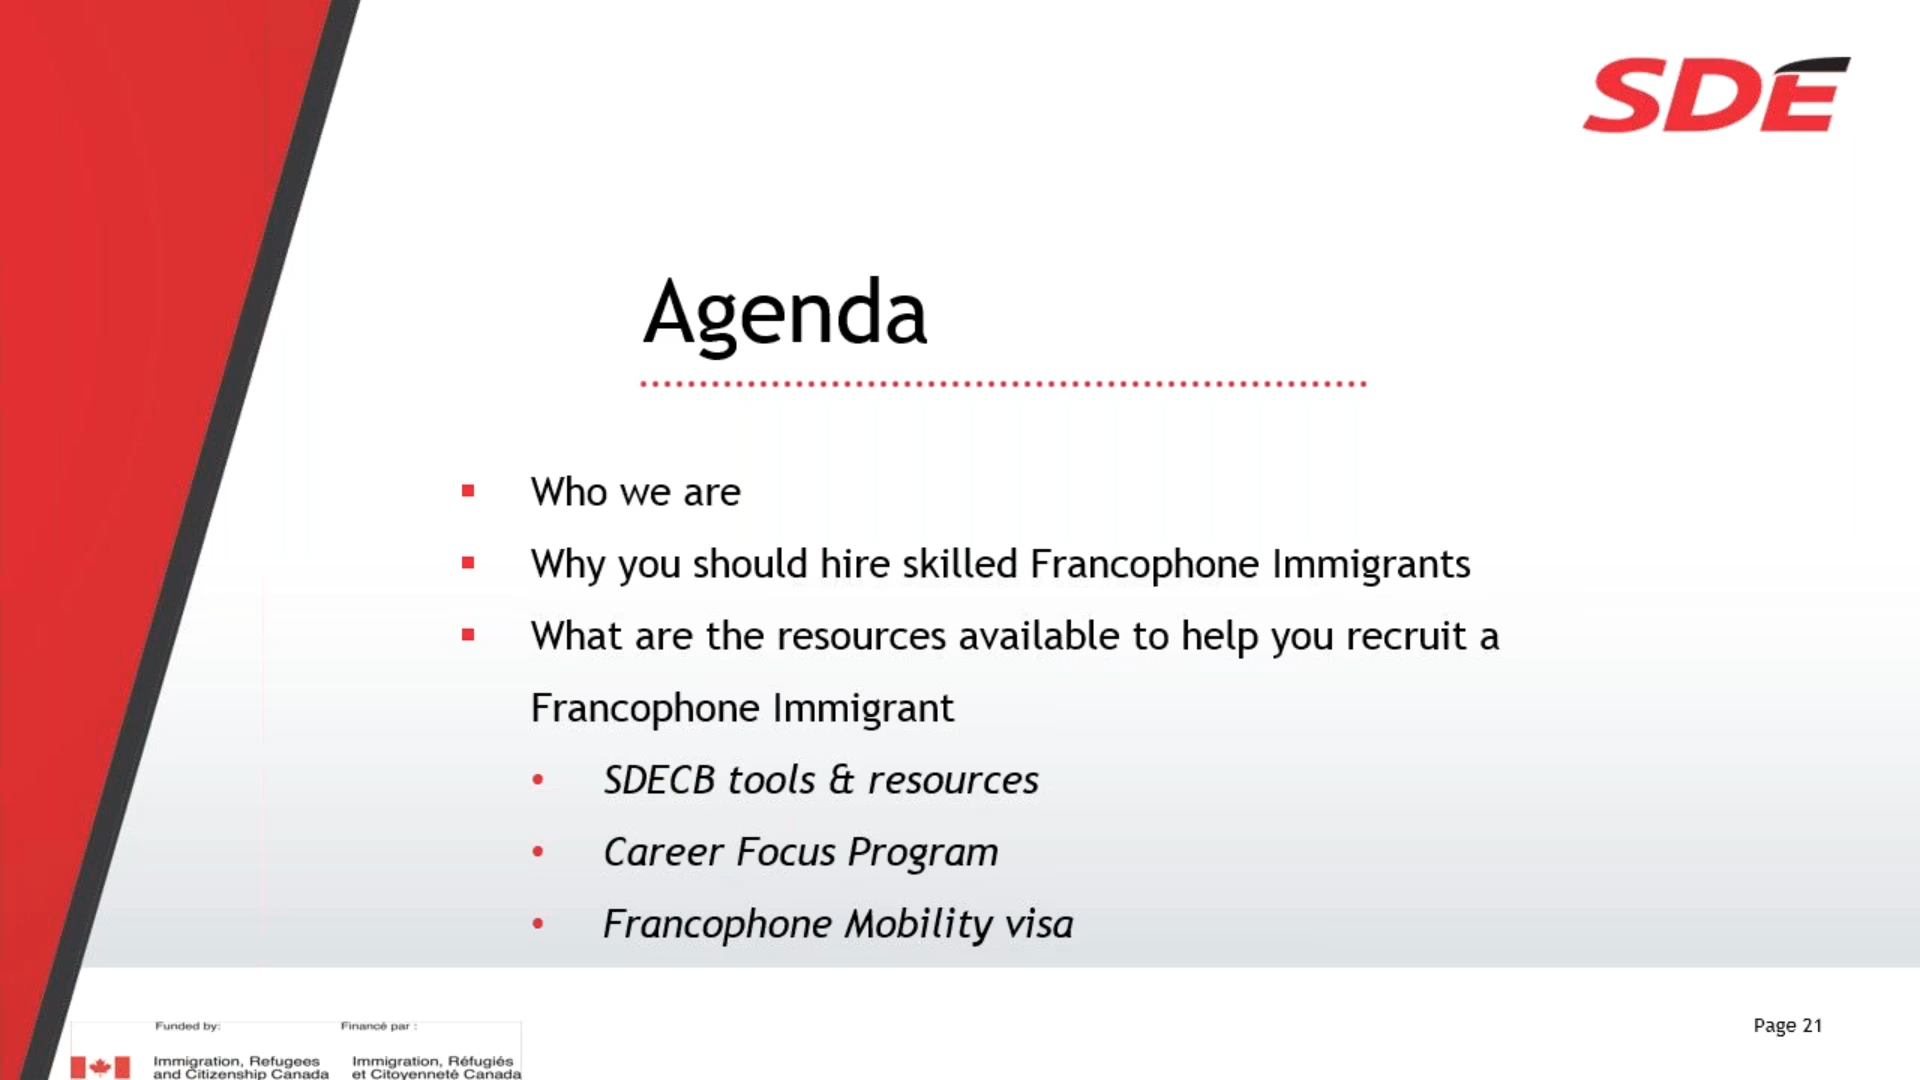 SDE
Agenda
Who we are
Why you should hire skilled Francophone Immigrants
What are the resources available to help you recruit a
Francophone Immigrant
SDECB tools & resources
Career Focus Program
Francophone Mobility visa
Page 21
Funded by: Financé par :
Immigration, Refugees Immigration, Réfugiés
and Citizenship Canada et Citoyenneté Canada